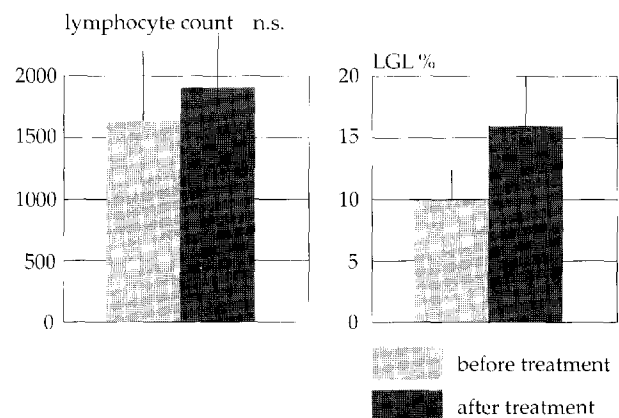 lymphocyte count n.s.
2000
1500
1000
500
0
LGL %
20
15
10
5
0
before treatment
after treatment